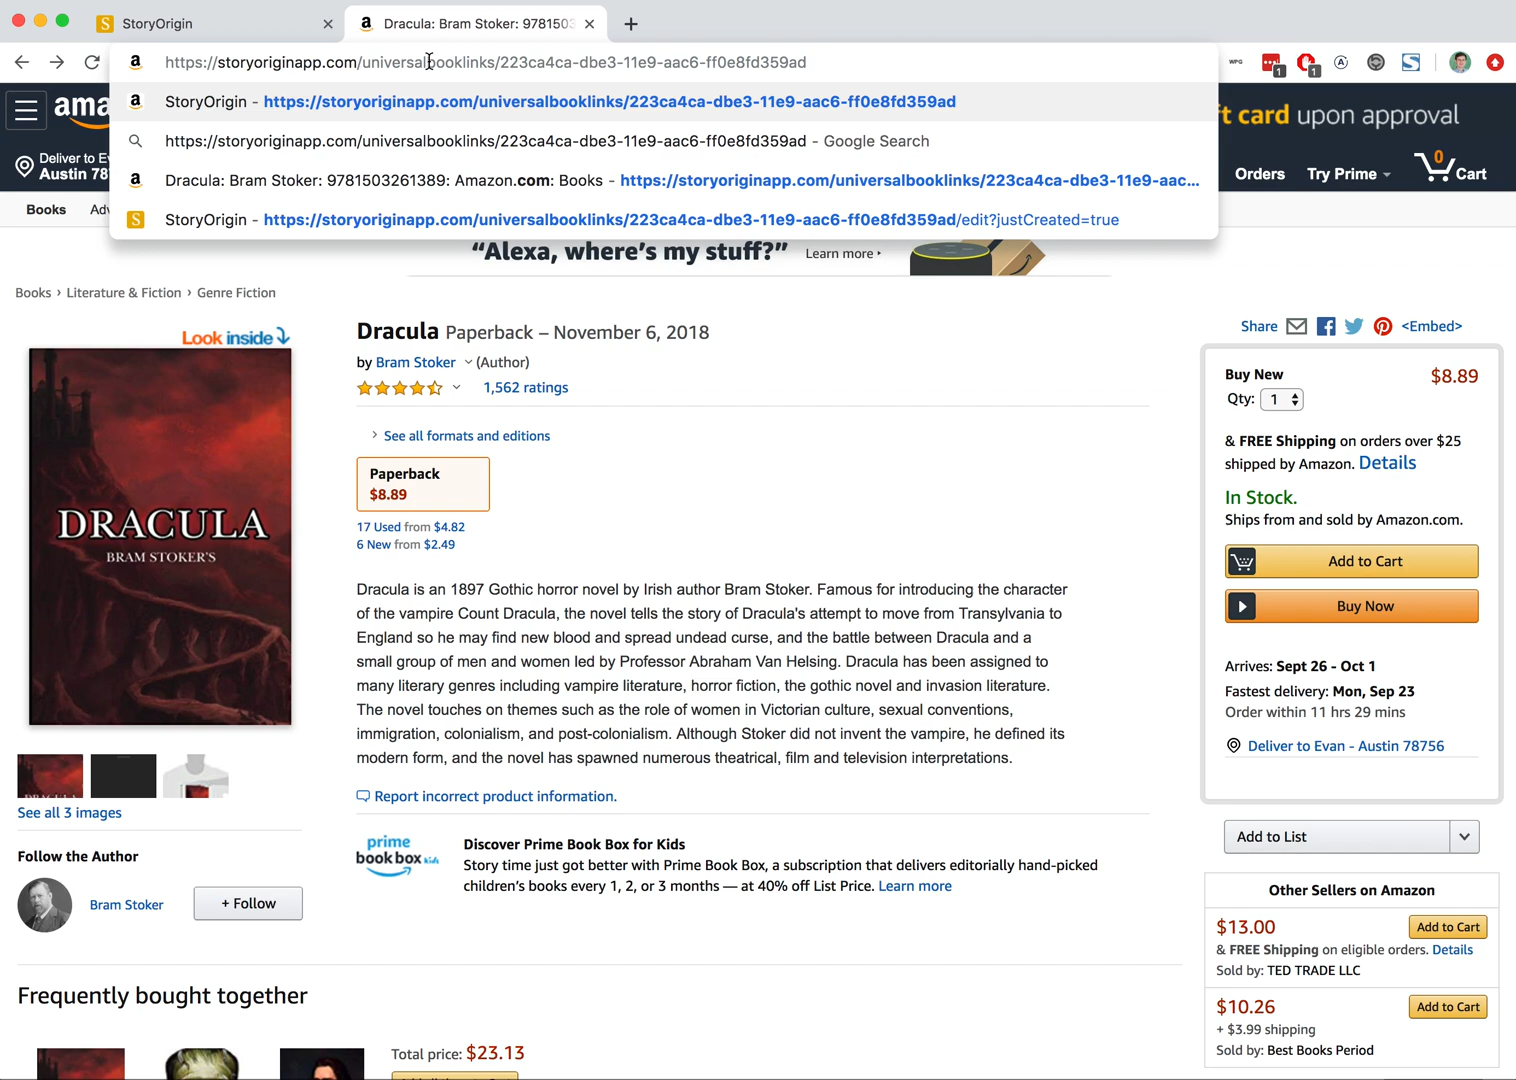 StoryOrigin
Dracula: Bram Stoker: 9781503
https://storyoriginapp.com/universalbooklinks/223ca4ca-dbe3-11e9-aac6-ff0e8fd359ad
StoryOrigin - https://storyoriginapp.com/universalbooklinks/223ca4ca-dbe3-11e9-aac6-ff0e8fd359ad
https://storyoriginapp.com/universalbooklinks/223ca4ca-dbe3-11e9-aac6-ff0e8fd359ad - Google Search
Dracula: Bram Stoker: 9781503261389: Amazon.com: Books - https://storyoriginapp.com/universalbooklinks/223ca4ca-dbe3-11e9-aac...
StoryOrigin - https://storyoriginapp.com/universalbooklinks/223ca4ca-dbe3-11e9-aac6-ff0e8fd359ad/edit?justCreated=true
WPG
1
1
ama
t card upon approval
Deliver to Ev
Austin 78
Orders
Try Prime
0
Cart
Books
Adv
"Alexa, where's my stuff?"
Learn more
Books › Literature & Fiction › Genre Fiction
Look inside
DRACULA
BRAM STOKER'S
See all 3 images
Follow the Author
Bram Stoker
+ Follow
Dracula Paperback – November 6, 2018
by Bram Stoker (Author)
1,562 ratings
See all formats and editions
Paperback
$8.89
17 Used from $4.82
6 New from $2.49
Dracula is an 1897 Gothic horror novel by Irish author Bram Stoker. Famous for introducing the character
of the vampire Count Dracula, the novel tells the story of Dracula's attempt to move from Transylvania to
England so he may find new blood and spread undead curse, and the battle between Dracula and a
small group of men and women led by Professor Abraham Van Helsing. Dracula has been assigned to
many literary genres including vampire literature, horror fiction, the gothic novel and invasion literature.
The novel touches on themes such as the role of women in Victorian culture, sexual conventions,
immigration, colonialism, and post-colonialism. Although Stoker did not invent the vampire, he defined its
modern form, and the novel has spawned numerous theatrical, film and television interpretations.
Report incorrect product information.
prime
book box kids
Discover Prime Book Box for Kids
Story time just got better with Prime Book Box, a subscription that delivers editorially hand-picked
children's books every 1, 2, or 3 months — at 40% off List Price. Learn more
Share
<Embed>
Buy New
$8.89
Qty: 1
& FREE Shipping on orders over $25
shipped by Amazon. Details
In Stock.
Ships from and sold by Amazon.com.
Add to Cart
Buy Now
Arrives: Sept 26 - Oct 1
Fastest delivery: Mon, Sep 23
Order within 11 hrs 29 mins
Deliver to Evan - Austin 78756
Add to List
Other Sellers on Amazon
$13.00
Add to Cart
& FREE Shipping on eligible orders. Details
Sold by: TED TRADE LLC
$10.26
Add to Cart
+ $3.99 shipping
Sold by: Best Books Period
Frequently bought together
Total price: $23.13